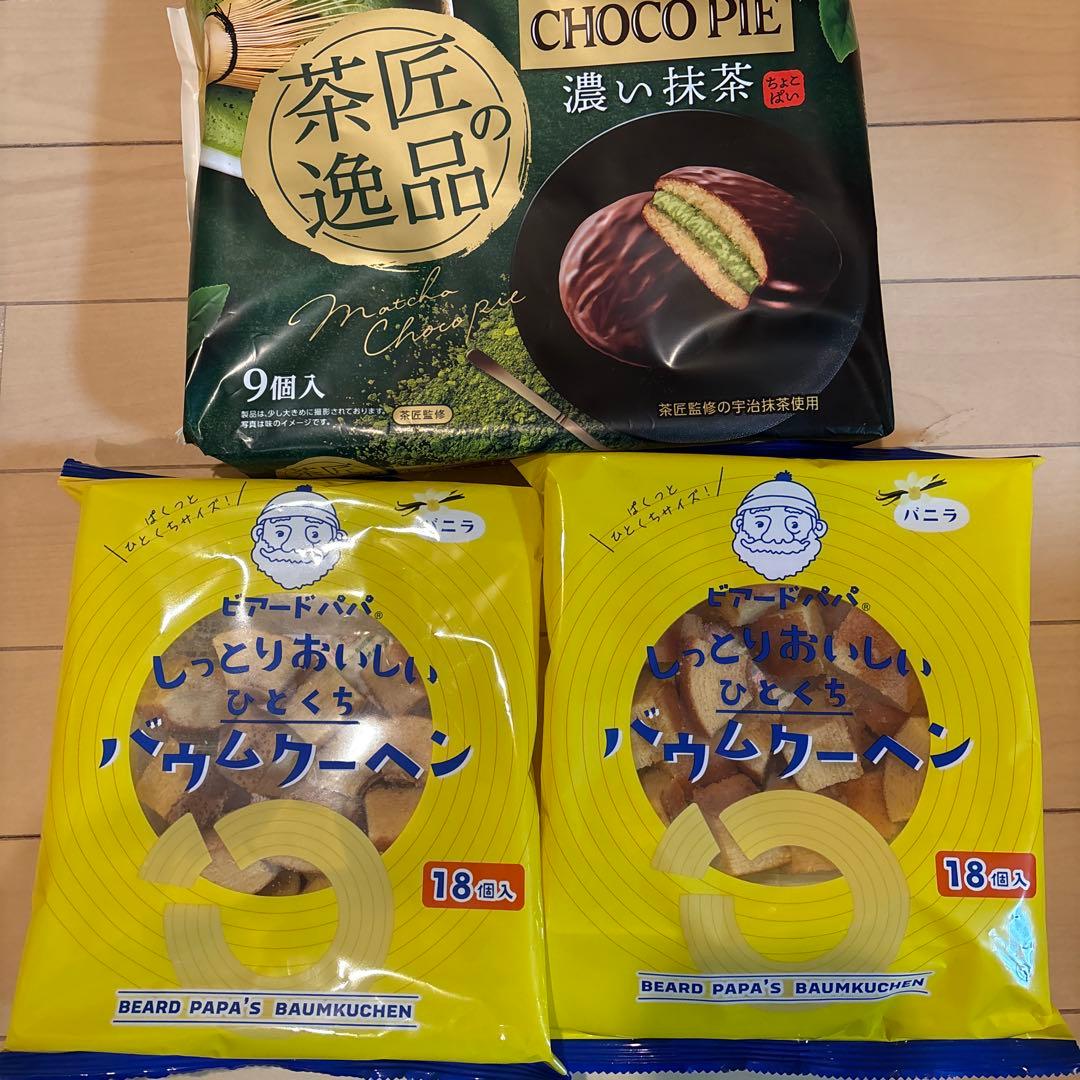 CHOCO PIE
濃い抹茶
ちょこ
ぱい
茶匠の
逸品
Matcha
Choco pie
9個入
製品は、少し大きめに撮影されております。
写真は味のイメージです。
茶匠監修
茶匠監修の宇治抹茶使用
ぱくっと
ひとくちサイズ!
バニラ
ビアードパパ®
しっとりおいしい
ひとくち
バウムクーヘン
18個入
BEARD PAPA'S BAUMKUCHEN
ぱくっと
ひとくちサイズ!
バニラ
ビアードパパ®
しっとりおいしい
ひとくち
バウムクーヘン
18個入
BEARD PAPA'S BAUMKUCHEN